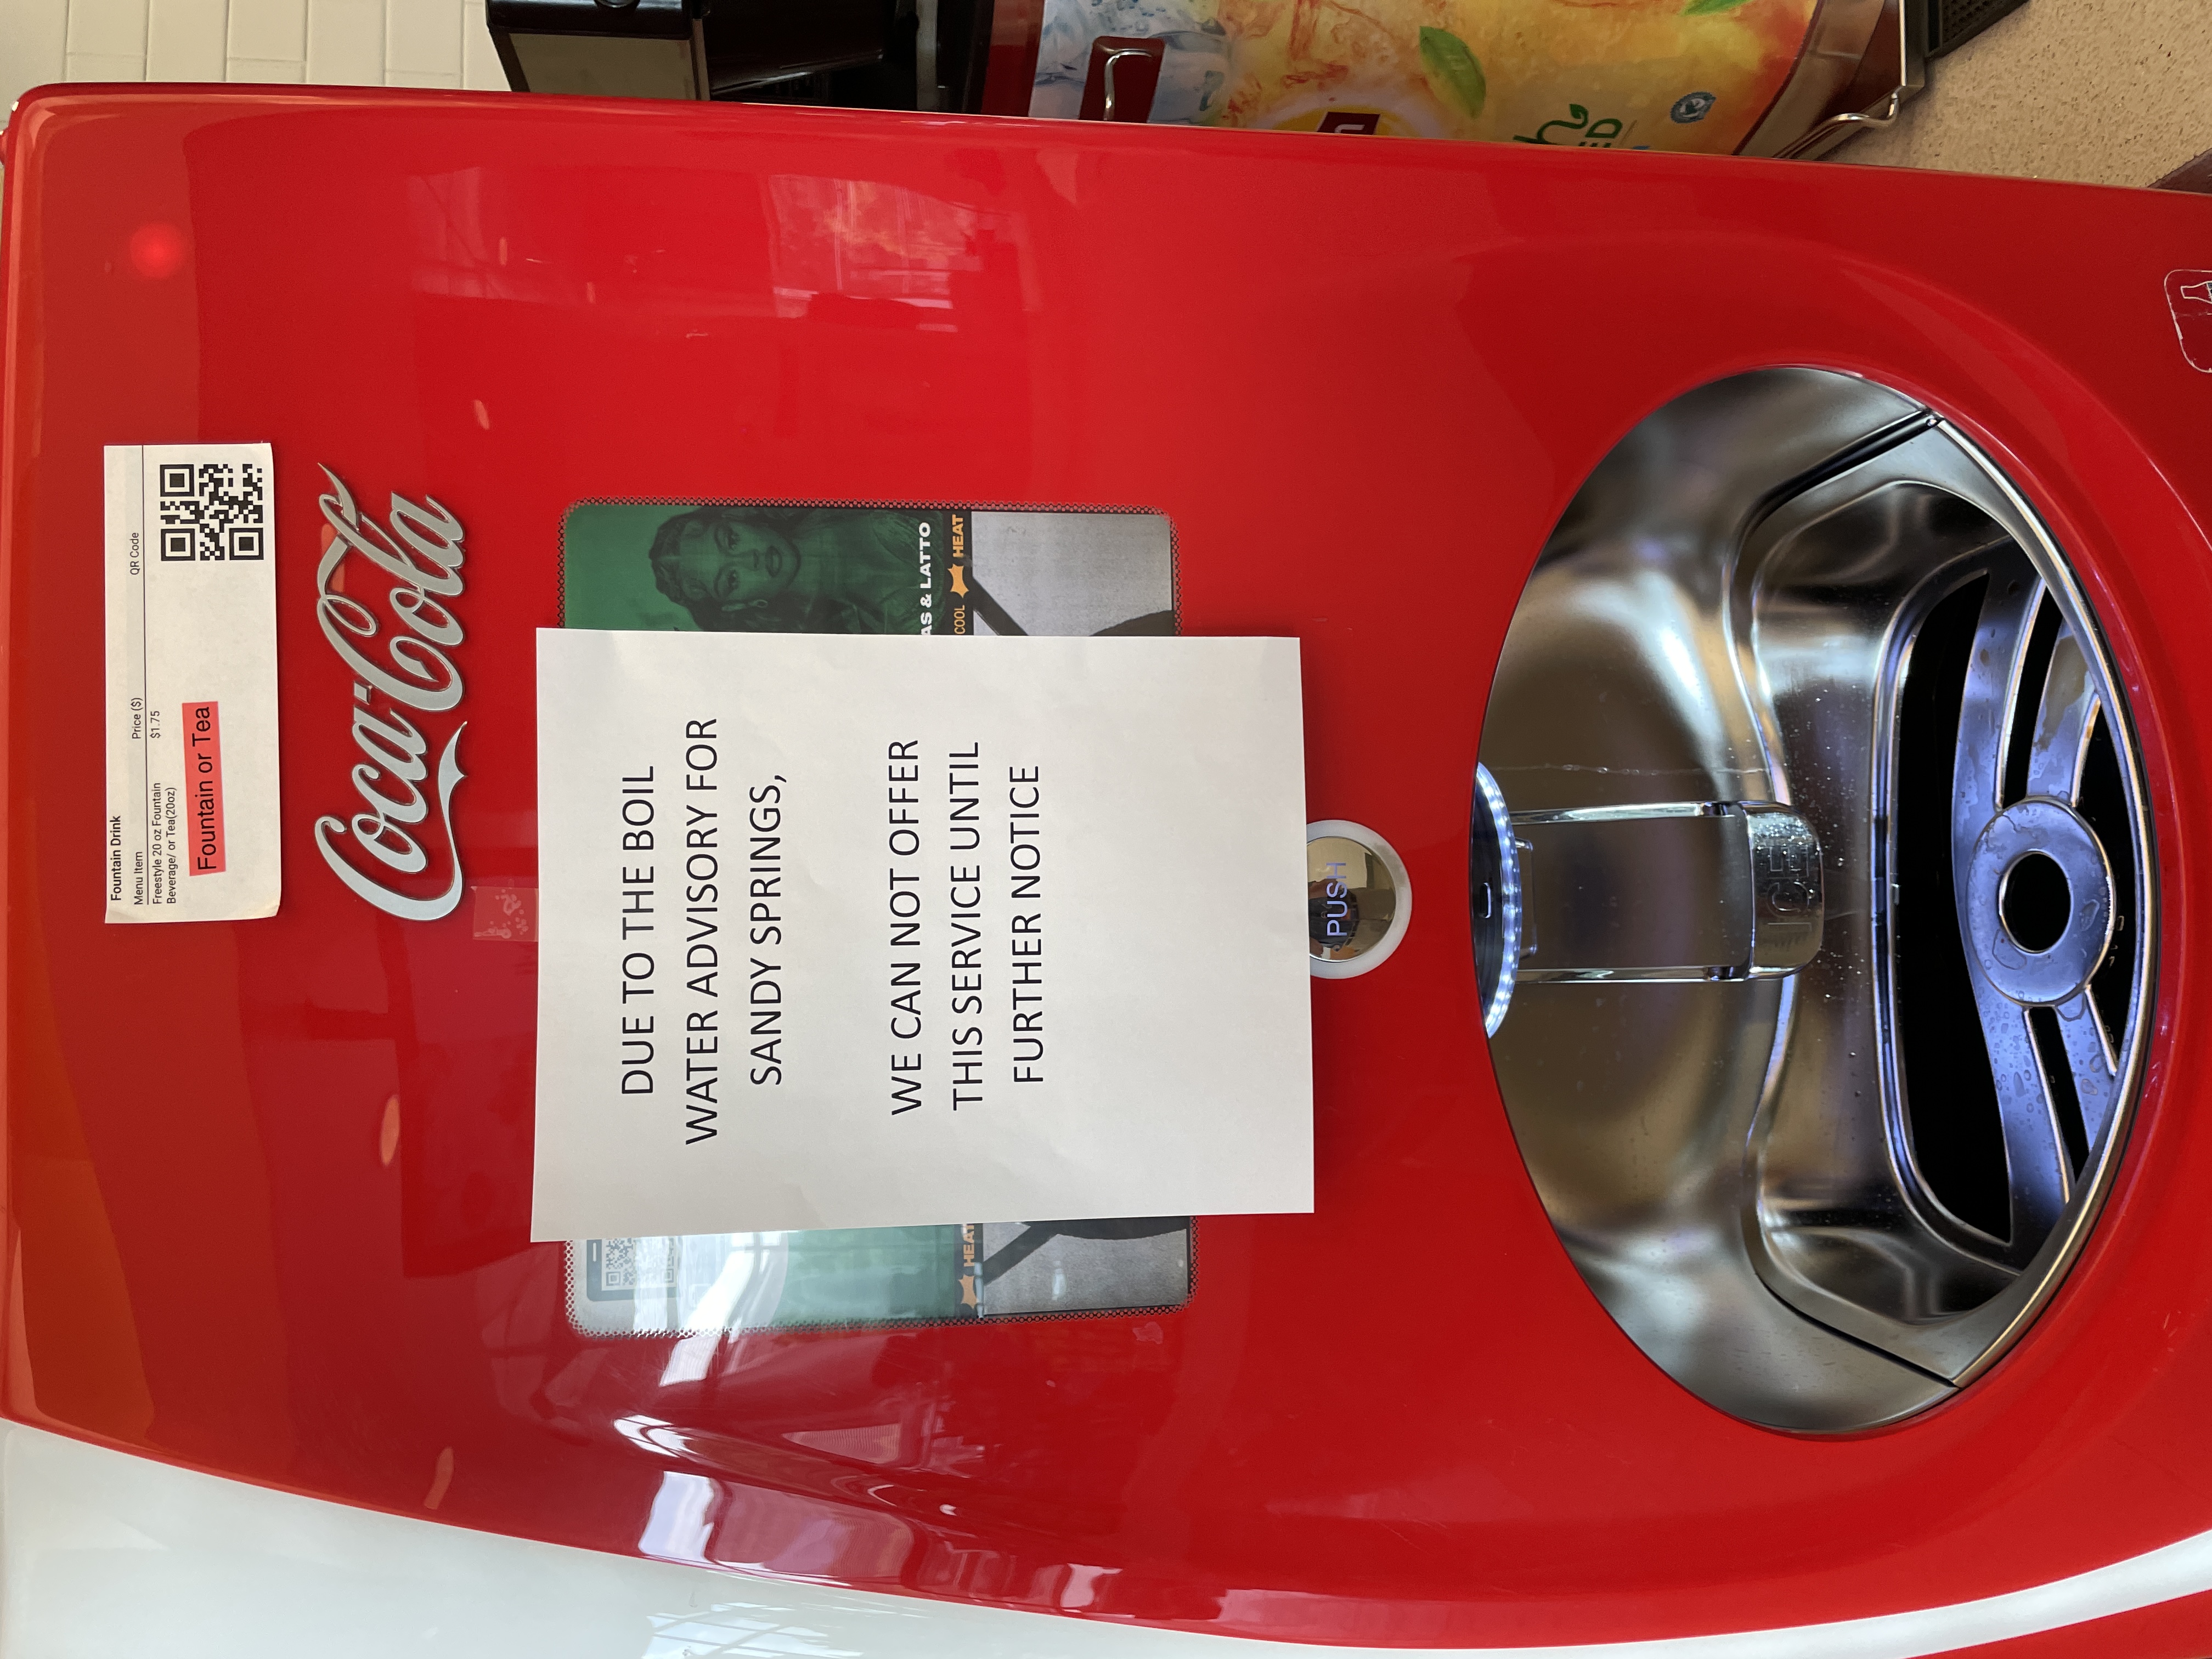 Fountain Drink
Menu Item Price ($) QR Code
Freestyle 20 oz Fountain $1.75
Beverage/ or Tea(20oz)
Fountain or Tea
Coca-Cola
AS & LATTO
COOL HEAT
HEAT
DUE TO THE BOIL
WATER ADVISORY FOR
SANDY SPRINGS,
WE CAN NOT OFFER
THIS SERVICE UNTIL
FURTHER NOTICE
PUSH
ICE